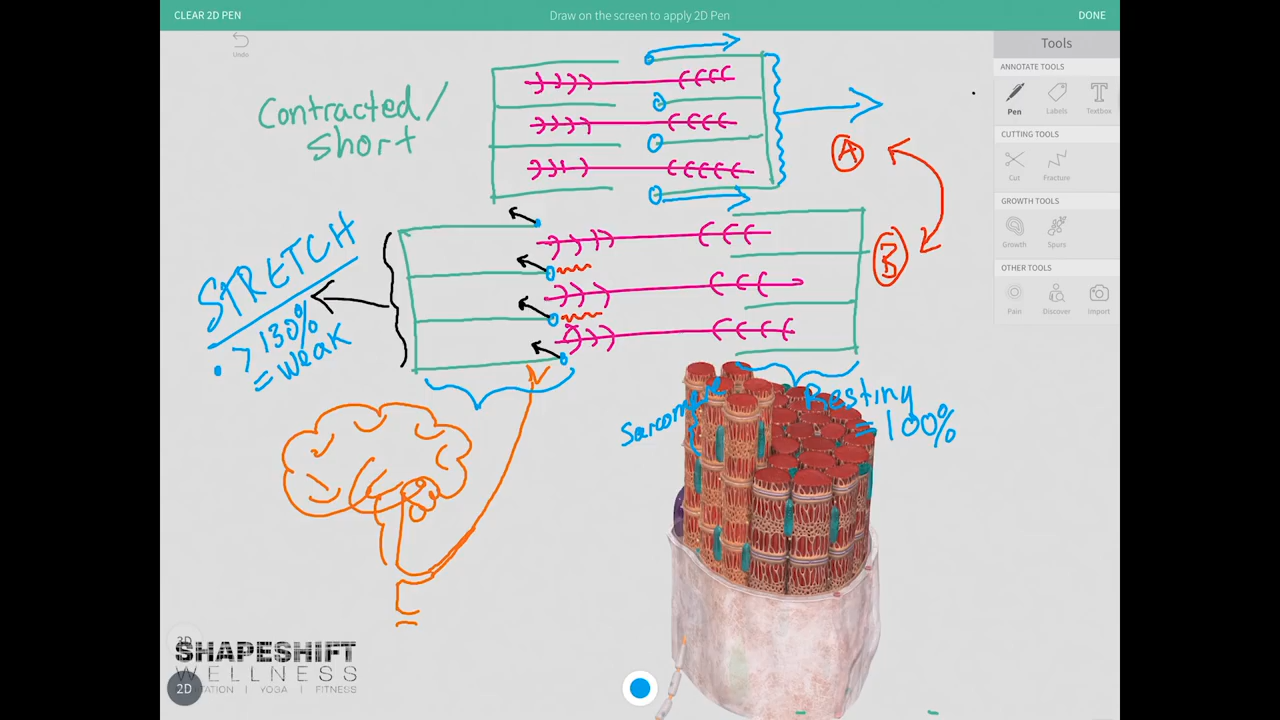 CLEAR 2D PEN
Draw on the screen to apply 2D Pen
DONE
Undo
Tools
ANNOTATE TOOLS
Pen
Labels
Textbox
CUTTING TOOLS
Cut
Fracture
GROWTH TOOLS
Growth
Spurs
OTHER TOOLS
Pain
Discover
Import
Contracted/
short
A
B
STRETCH
• >130%
= weak
Sarcomere
Resting
= 100%
3D
SHAPESHIFT
WELLNESS
TATION | YOGA | FITNESS
2D